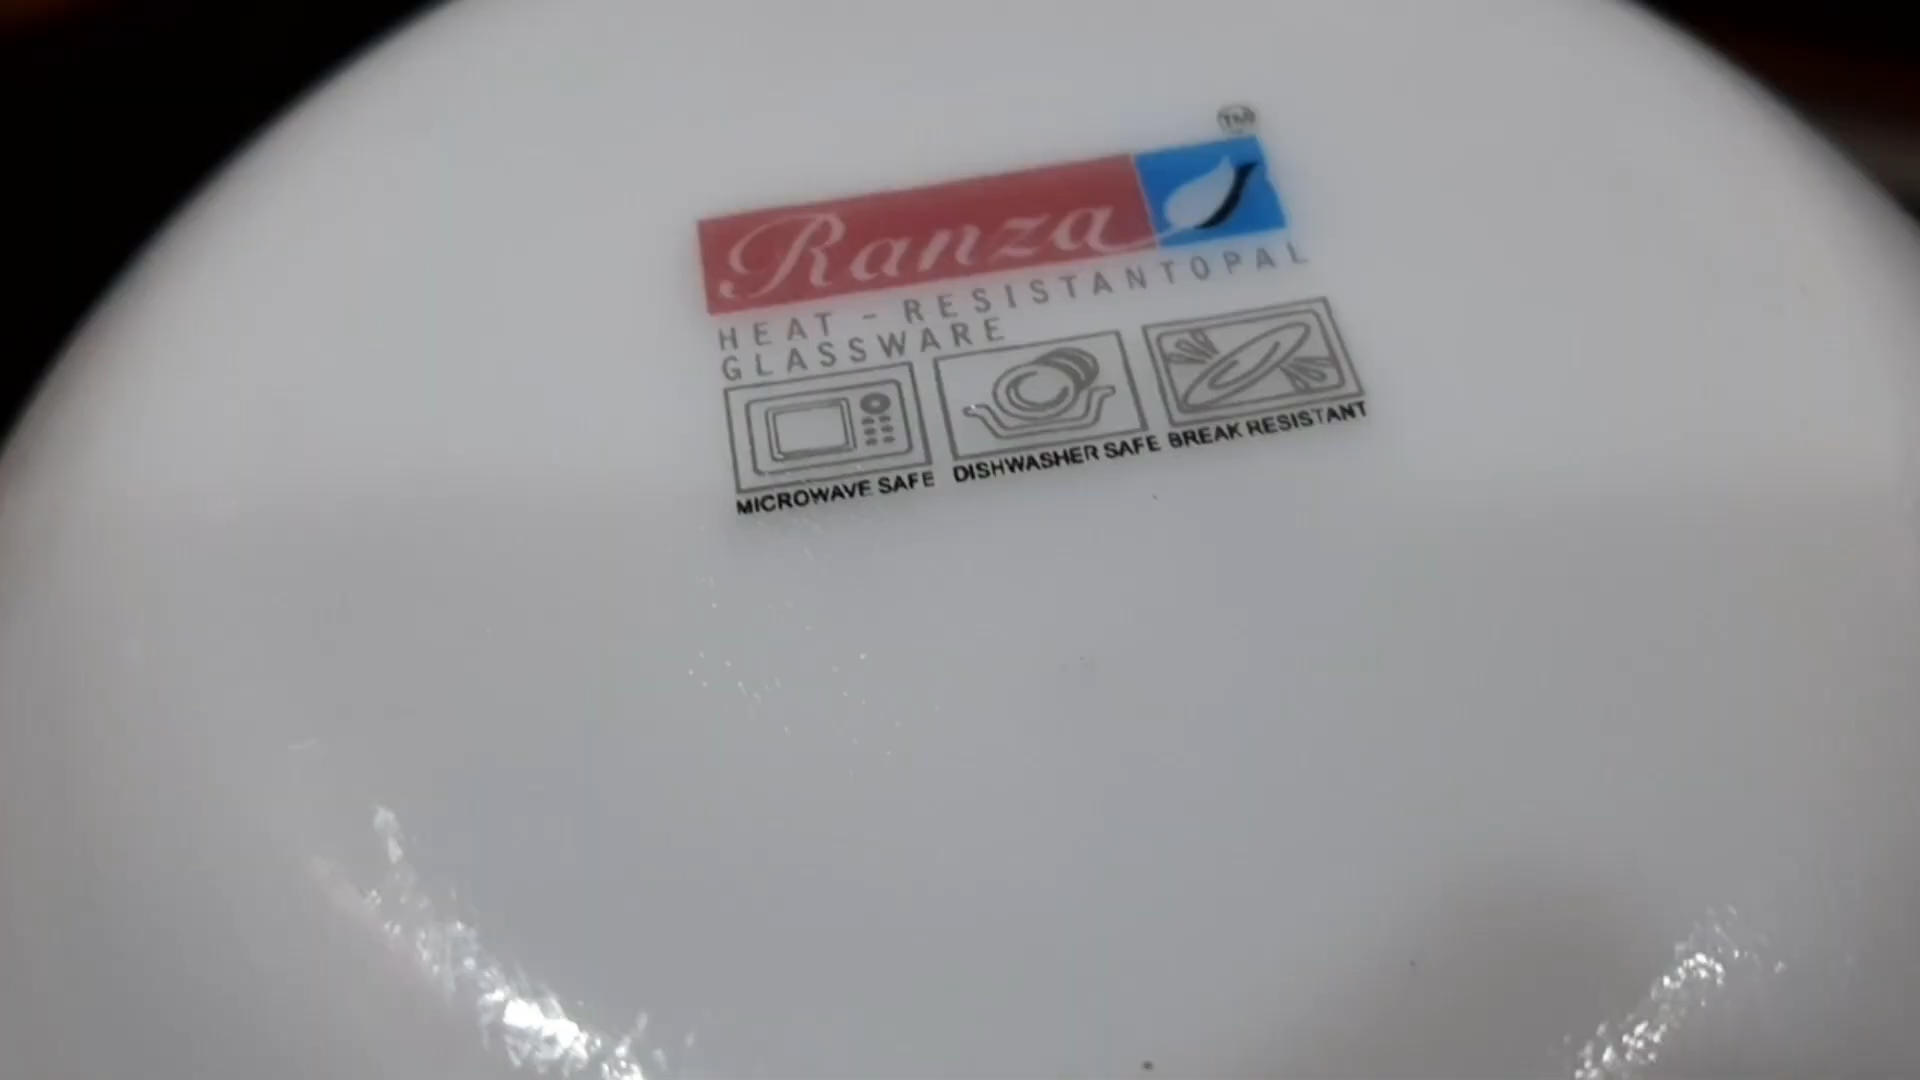 TM
Ranza
HEAT - RESISTANTOPAL
GLASSWARE
MICROWAVE SAFE DISHWASHER SAFE BREAK RESISTANT